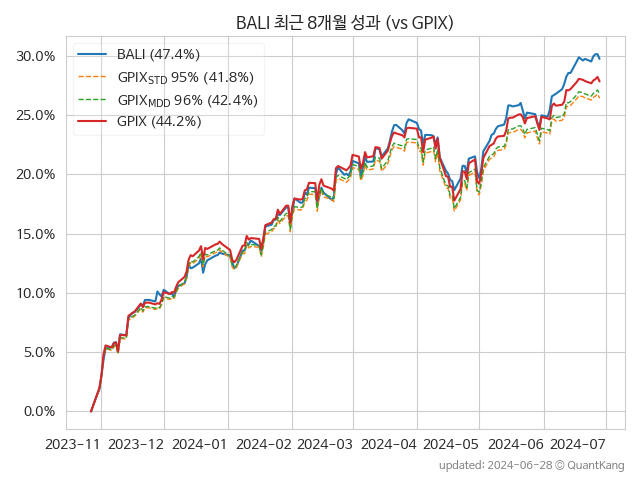 BALI 최근 8개월 성과 (vs GPIX)
BALI (47.4%)
GPIXSTD 95% (41.8%)
GPIXMDD 96% (42.4%)
GPIX (44.2%)
30.0%
25.0%
20.0%
15.0%
10.0%
5.0%
0.0%
2023-11 2023-12 2024-01 2024-02 2024-03 2024-04 2024-05 2024-06 2024-07
updated: 2024-06-28 © QuantKang